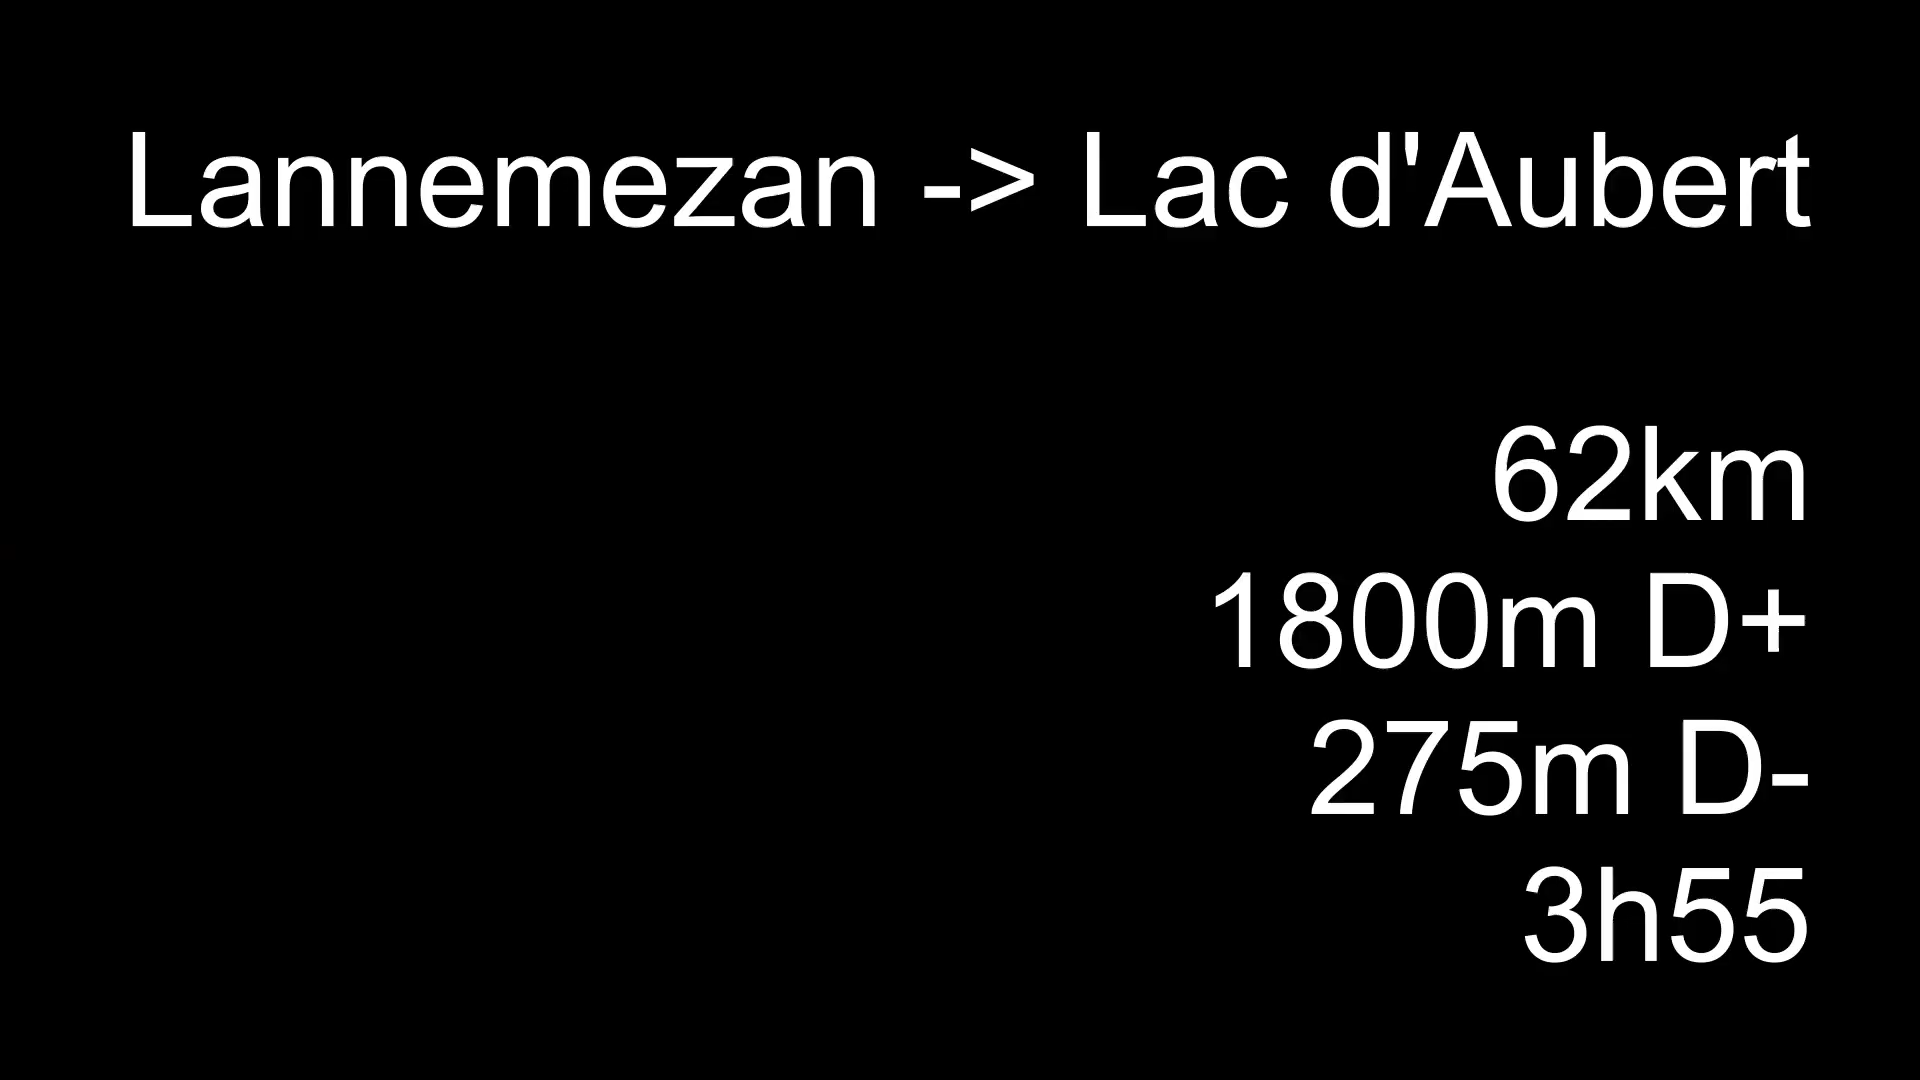 Lannemezan -> Lac d'Aubert
62km
1800m D+
275m D-
3h55